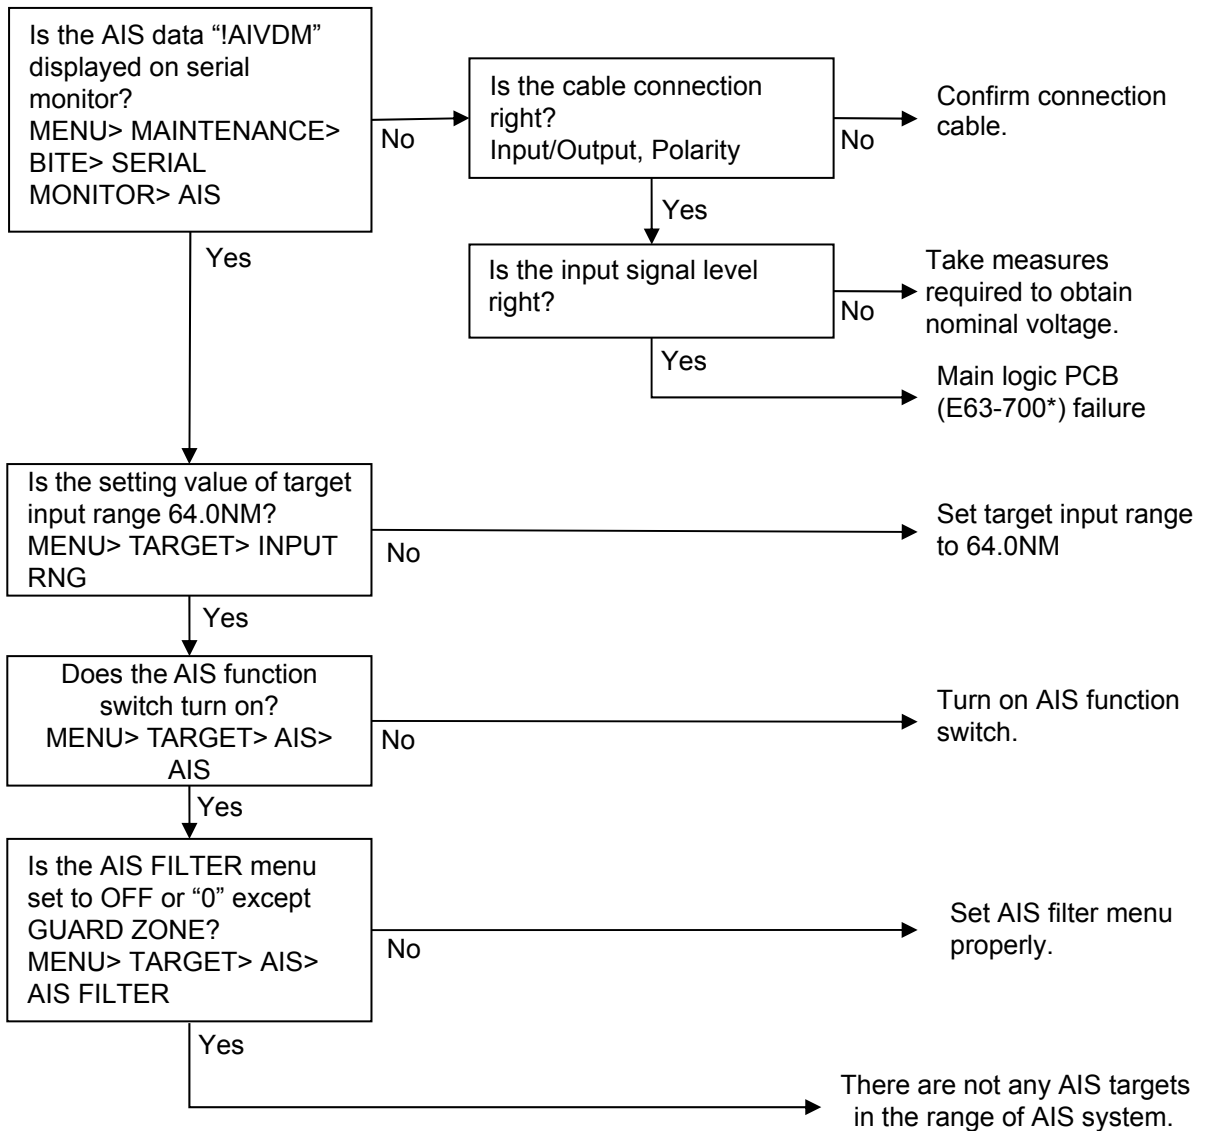 Is the AIS data “!AIVDM”
displayed on serial
monitor?
MENU> MAINTENANCE>
BITE> SERIAL
MONITOR> AIS
No
Is the cable connection
right?
Input/Output, Polarity
No
Confirm connection
cable.
Yes
Yes
Is the input signal level
right?
No
Take measures
required to obtain
nominal voltage.
Yes
Main logic PCB
(E63-700*) failure
Is the setting value of target
input range 64.0NM?
MENU> TARGET> INPUT
RNG
No
Set target input range
to 64.0NM
Yes
Does the AIS function
switch turn on?
MENU> TARGET> AIS>
AIS
No
Turn on AIS function
switch.
Yes
Is the AIS FILTER menu
set to OFF or “0” except
GUARD ZONE?
MENU> TARGET> AIS>
AIS FILTER
No
Set AIS filter menu
properly.
Yes
There are not any AIS targets
in the range of AIS system.